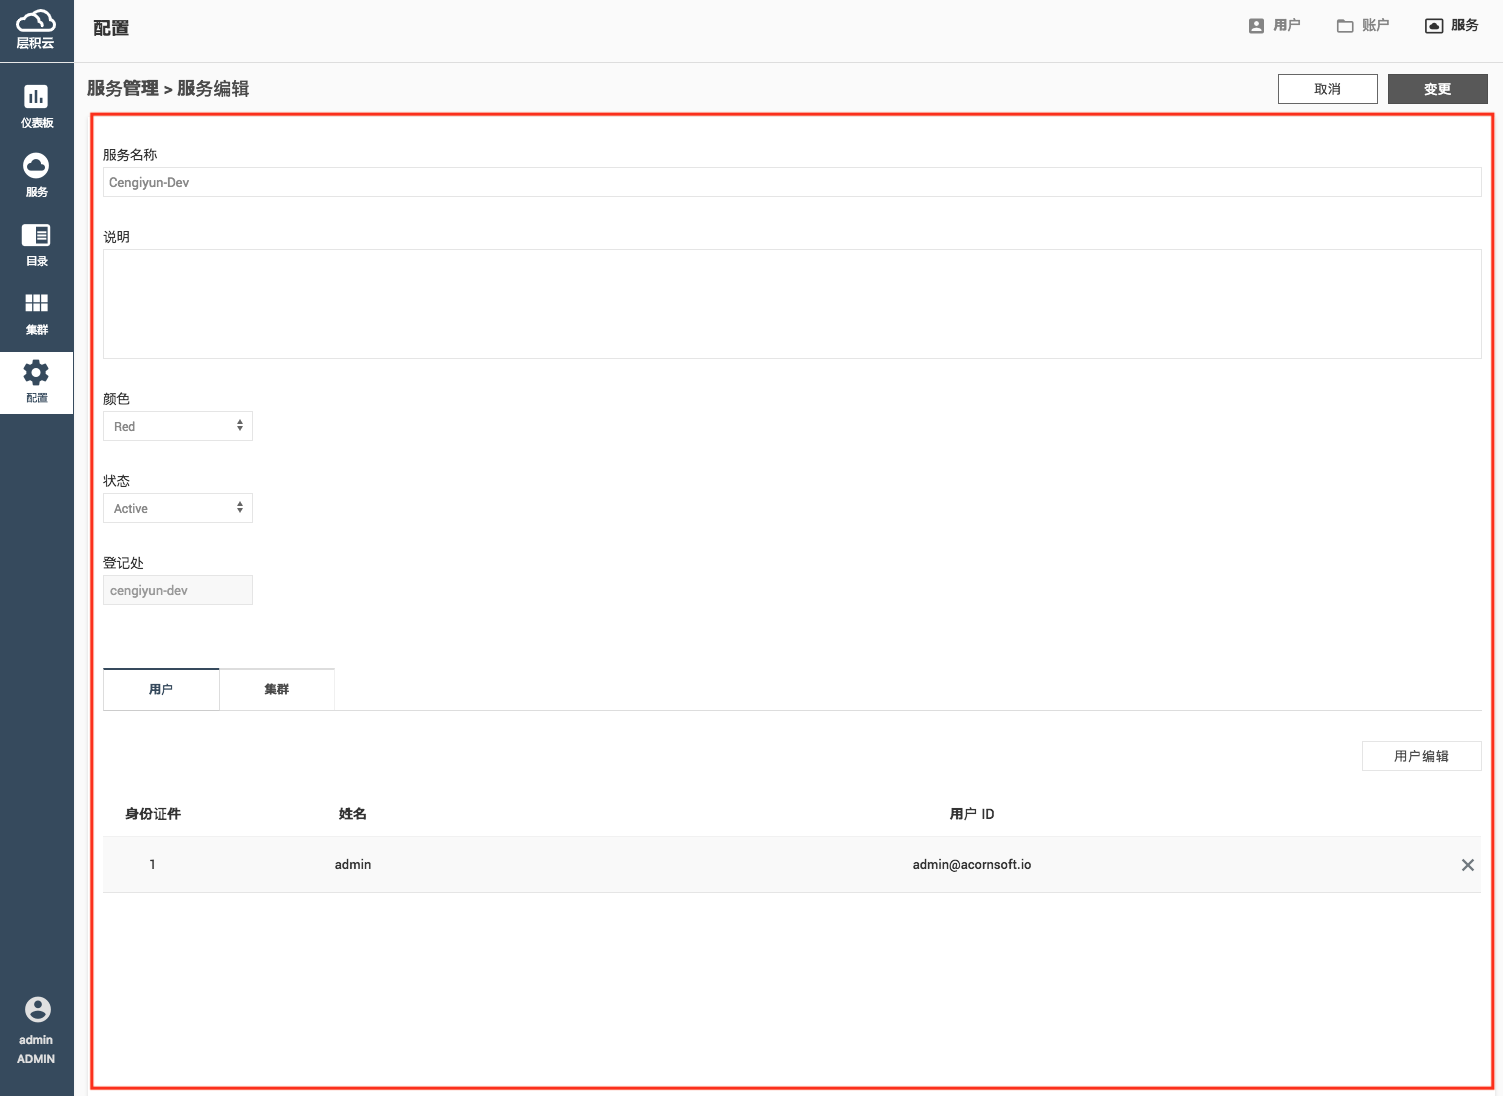 层积云
配置
用户
账户
服务
仪表板
服务
目录
集群
配置
服务管理 > 服务编辑
取消
变更
服务名称
Cengiyun-Dev
说明
颜色
Red
状态
Active
登记处
cengiyun-dev
用户
集群
用户编辑
身份证件
姓名
用户 ID
1
admin
admin@acornsoft.io
admin
ADMIN